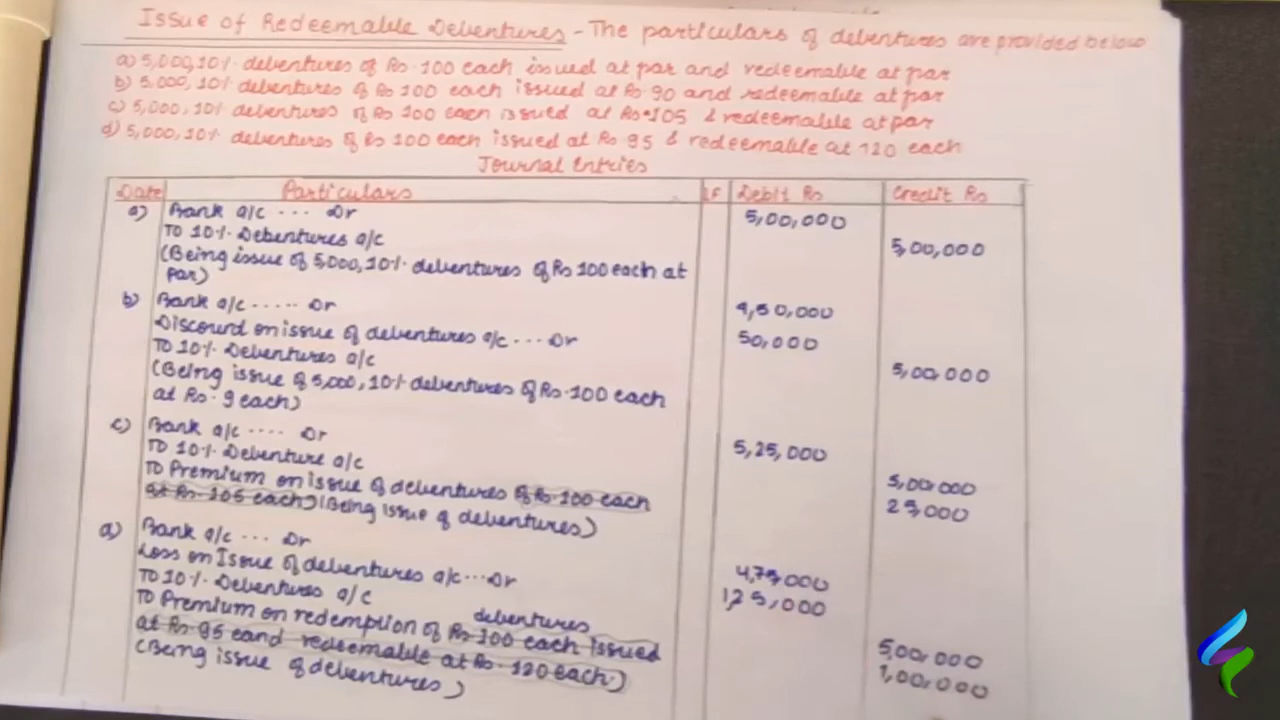 Issue of Redeemable Debentures - The particulars of debentures are provided below
a) 5,000, 10% debentures of Rs. 100 each issued at par and redeemable at par
b) 5,000, 10% debentures of Rs 100 each issued at Rs 90 and redeemable at par
c) 5,000, 10% debentures of Rs 100 each issued at Rs. 105 & redeemable at par
d) 5,000, 10% debentures of Rs 100 each issued at Rs 95 & redeemable at 120 each
Journal Entries
Date Particulars LF Debit Rs Credit Rs
a) Bank a/c ... Dr 5,00,000
To 10% Debentures a/c 5,00,000
(Being issue of 5,000, 10% debentures of Rs 100 each at
par)
b) Bank a/c ..... Dr 4,50,000
Discound on issue of debentures a/c ... Dr 50,000
To 10% Debentures a/c 5,00,000
(Being issue of 5,000, 10% debentures of Rs. 100 each
at Rs. 9 each)
c) Bank a/c .... Dr 5,25,000
To 10% Debenture a/c 5,00,000
To Premium on issue of debentures of Rs. 100 each 25,000
at Rs. 105 each) (Being issue of debentures)
d) Bank a/c ... Dr 4,75,000
Loss on Issue of debentures a/c ... Dr 1,25,000
To 10% Debentures a/c 5,00,000
debentures
To Premium on redemption of Rs 100 each issued 1,00,000
at Rs. 95 eand redeemable at Rs. 120 each)
(Being issue of debentures)